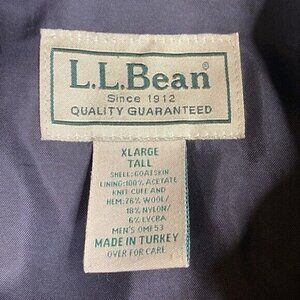 L.L.Bean®
Since 1912
QUALITY GUARANTEED
XLARGE
TALL
SHELL:GOATSKIN
LINING:100% ACETATE
KNIT CUFF AND
HEM:76% WOOL/
18% NYLON/
6% LYCRA
MEN'S OMF53
MADE IN TURKEY
OVER FOR CARE